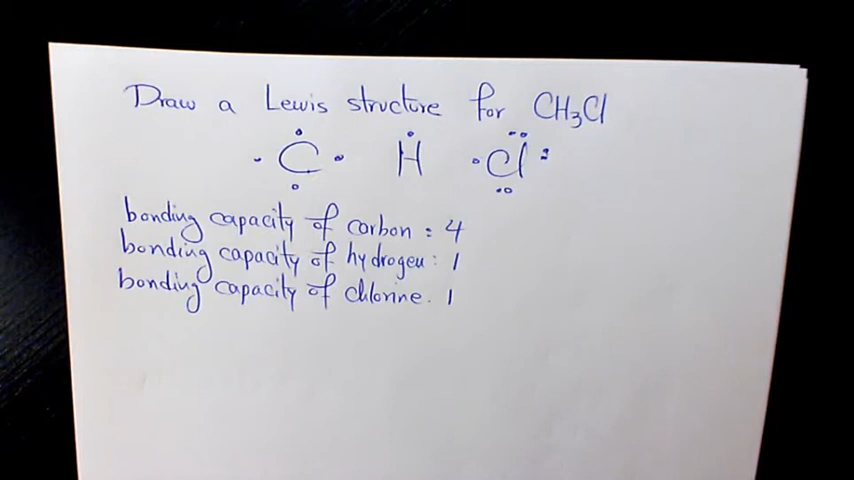 Draw a Lewis structure for CH₃Cl
C H Cl
bonding capacity of carbon : 4
bonding capacity of hydrogen : 1
bonding capacity of chlorine . 1